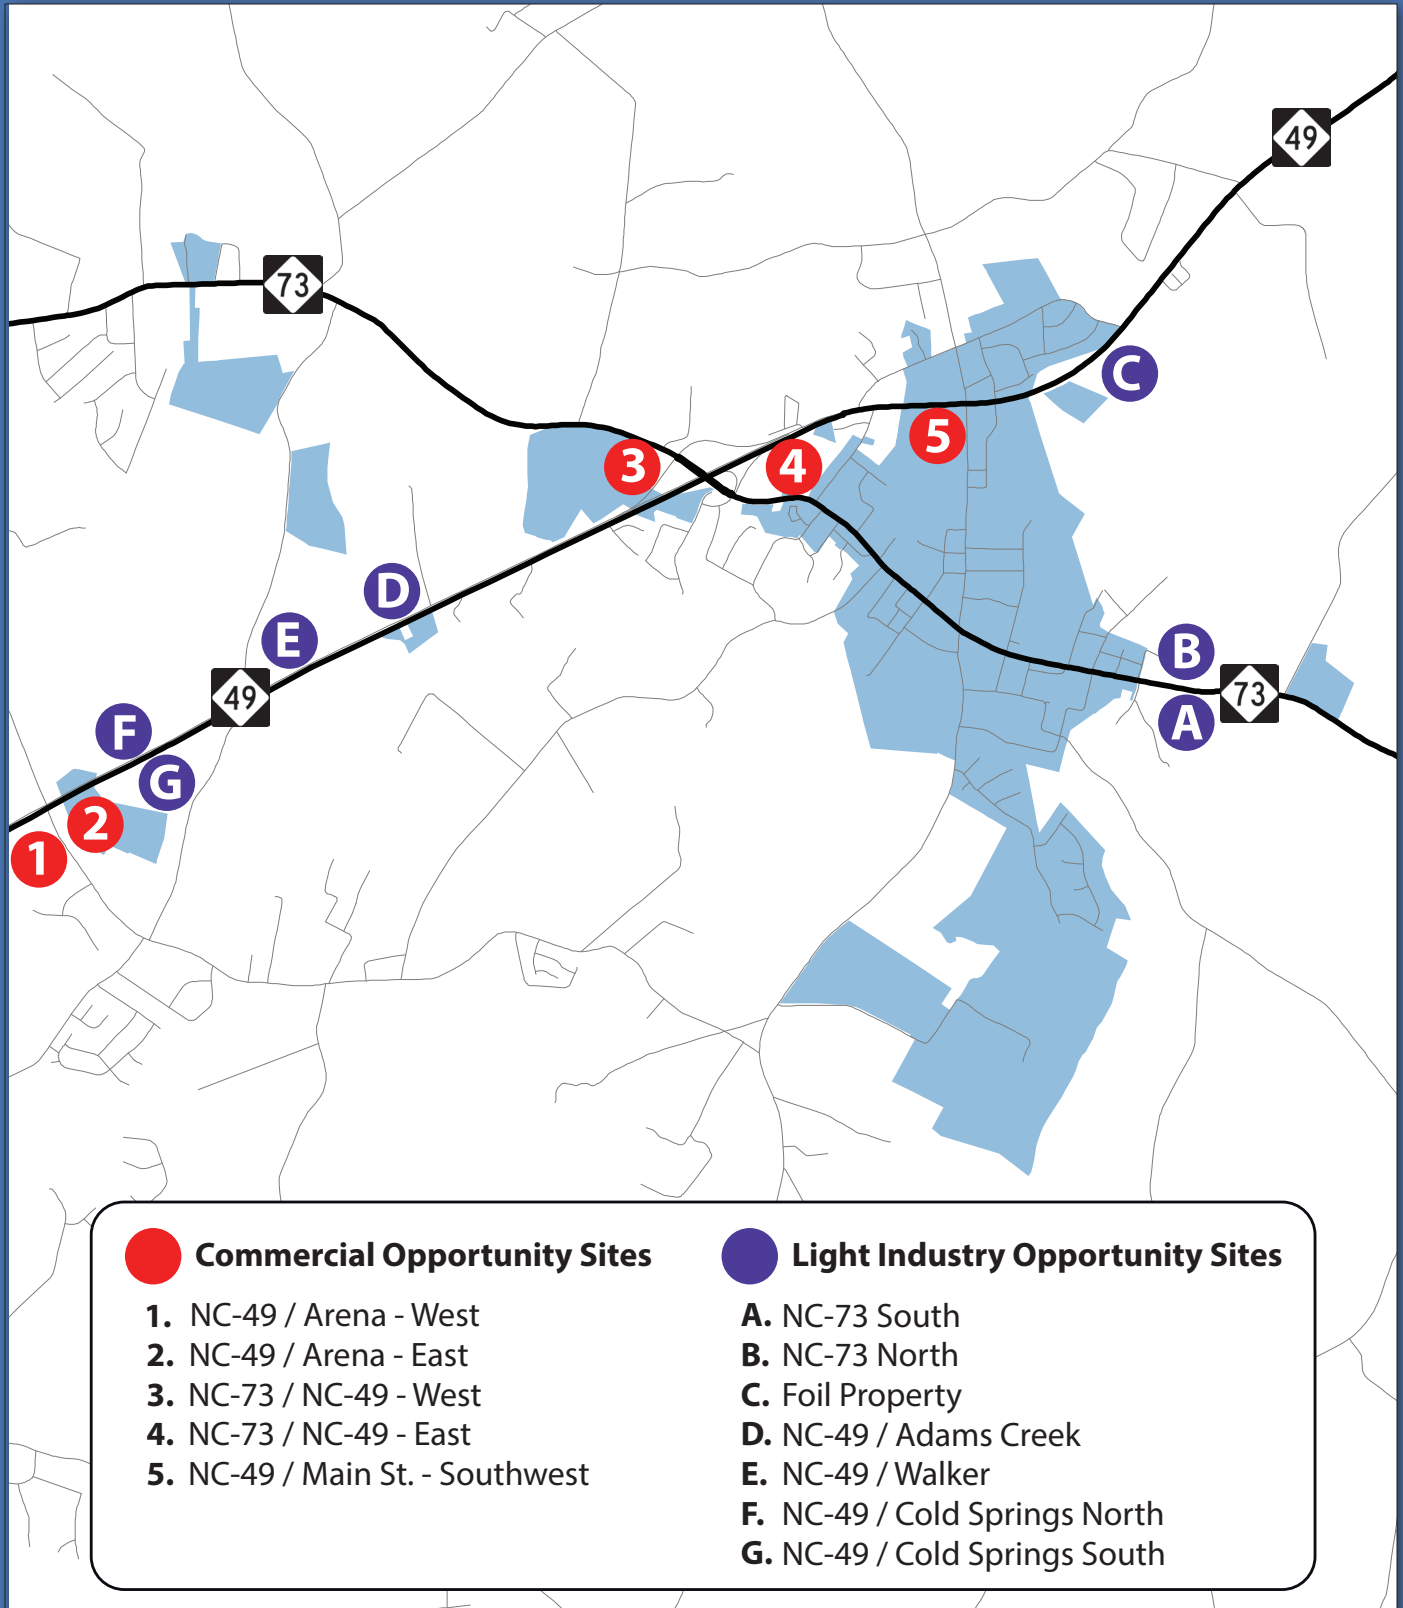 49
73
C
5
3
4
D
E
B
49
73
A
F
G
2
1
Commercial Opportunity Sites
1. NC-49 / Arena - West
2. NC-49 / Arena - East
3. NC-73 / NC-49 - West
4. NC-73 / NC-49 - East
5. NC-49 / Main St. - Southwest
Light Industry Opportunity Sites
A. NC-73 South
B. NC-73 North
C. Foil Property
D. NC-49 / Adams Creek
E. NC-49 / Walker
F. NC-49 / Cold Springs North
G. NC-49 / Cold Springs South